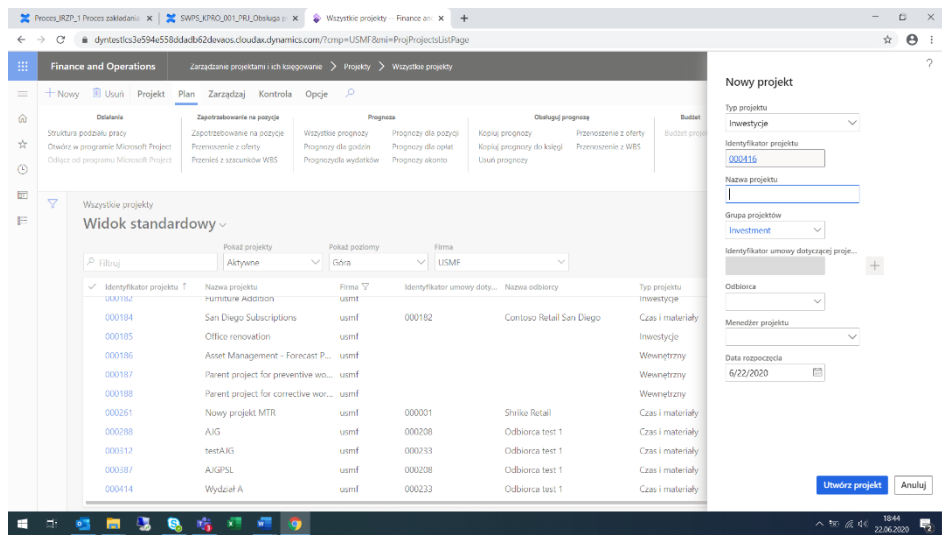 Proces_JRZP_1 Proces zakładania
SWPS_KPRO_001_PRJ_Obsluga p
Wszystkie projekty -- Finance and
dyntestlcs3e594e558ddadb62devaos.cloudax.dynamics.com/?cmp=USMF&mi=ProjProjectsListPage
Finance and Operations
Zarządzanie projektami i ich księgowanie > Projekty > Wszystkie projekty
?
+ Nowy Usuń Projekt Plan Zarządzaj Kontrola Opcje
Działania Zapotrzebowanie na pozycje Prognoza Obsługuj prognozę Budżet
Struktura podziału pracy Zapotrzebowanie na pozycje Wszystkie prognozy Prognozy dla pozycji Kopiuj prognozy Przenoszenie z oferty Budżet proje
Otwórz w programie Microsoft Project Przenoszenie z oferty Prognozy dla godzin Prognozy dla opłat Kopiuj prognozy do księgi Przenoszenie z WBS
Odłącz od programu Microsoft Project Przenieś z szacunków WBS Prognozydla wydatków Prognozy akonto Usuń prognozy
Wszystkie projekty
Widok standardowy
Pokaż projekty Pokaż poziomy Firma
Filtruj Aktywne Góra USMF
Identyfikator projektu ↑ Nazwa projektu Firma Identyfikator umowy doty... Nazwa odbiorcy Typ projektu
000182 Furniture Addition usmf Inwestycje
000184 San Diego Subscriptions usmf 000182 Contoso Retail San Diego Czas i materiały
000185 Office renovation usmf Inwestycje
000186 Asset Management - Forecast P... usmf Wewnętrzny
000187 Parent project for preventive wo... usmf Wewnętrzny
000188 Parent project for corrective wor... usmf Wewnętrzny
000261 Nowy projekt MTR usmf 000001 Shrike Retail Czas i materiały
000288 AJG usmf 000208 Odbiorca test 1 Czas i materiały
000312 testAJG usmf 000233 Odbiorca test 1 Czas i materiały
000387 AJGPSL usmf 000208 Odbiorca test 1 Czas i materiały
000414 Wydział A usmf 000233 Odbiorca test 1 Czas i materiały
Nowy projekt
Typ projektu
Inwestycje
Identyfikator projektu
000416
Nazwa projektu
Grupa projektów
Investment
Identyfikator umowy dotyczącej proje...
Odbiorca
Menedżer projektu
Data rozpoczęcia
6/22/2020
Utwórz projekt Anuluj
18:44
22.06.2020